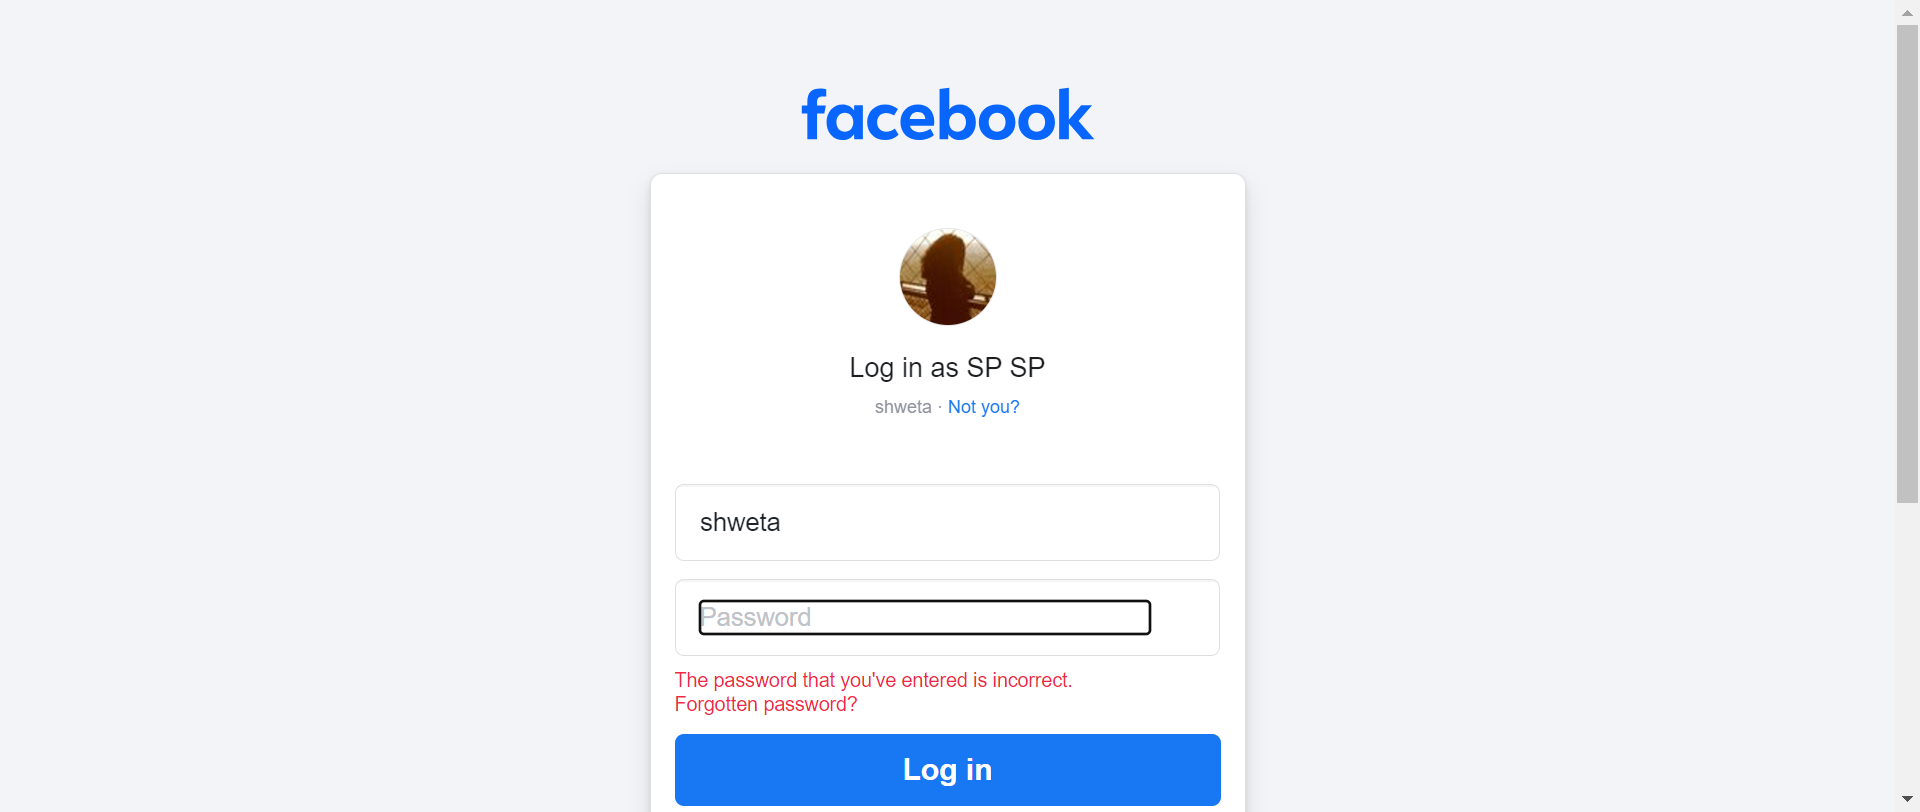 facebook
Log in as SP SP
shweta · Not you?
shweta
Password
The password that you've entered is incorrect.
Forgotten password?
Log in